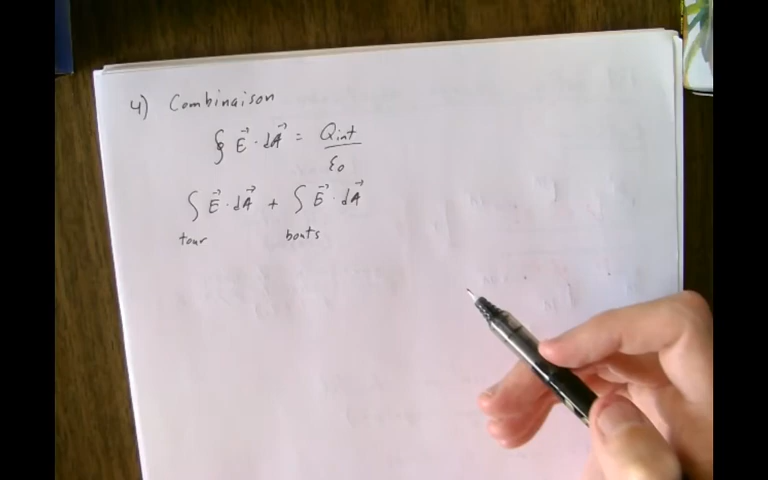 4) Combinaison
∮ E⃗ · dA⃗ = Qint / ε0
∫ E⃗ · dA⃗ + ∫ E⃗ · dA⃗
tour bouts